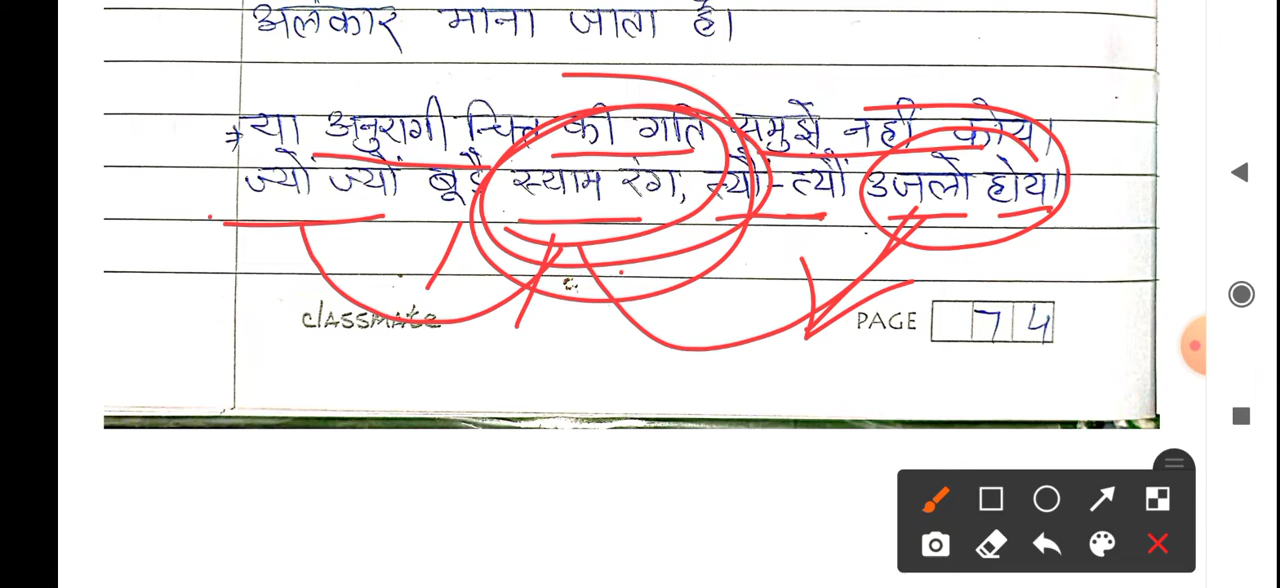 अलंकार माना जाता है।
→ या अनुरागी चित्त की गति समुझे नही कोय।
ज्यों ज्यों बूड़ै स्याम रंग, त्यौं-त्यौं उजलो होय।
classmate
PAGE 74